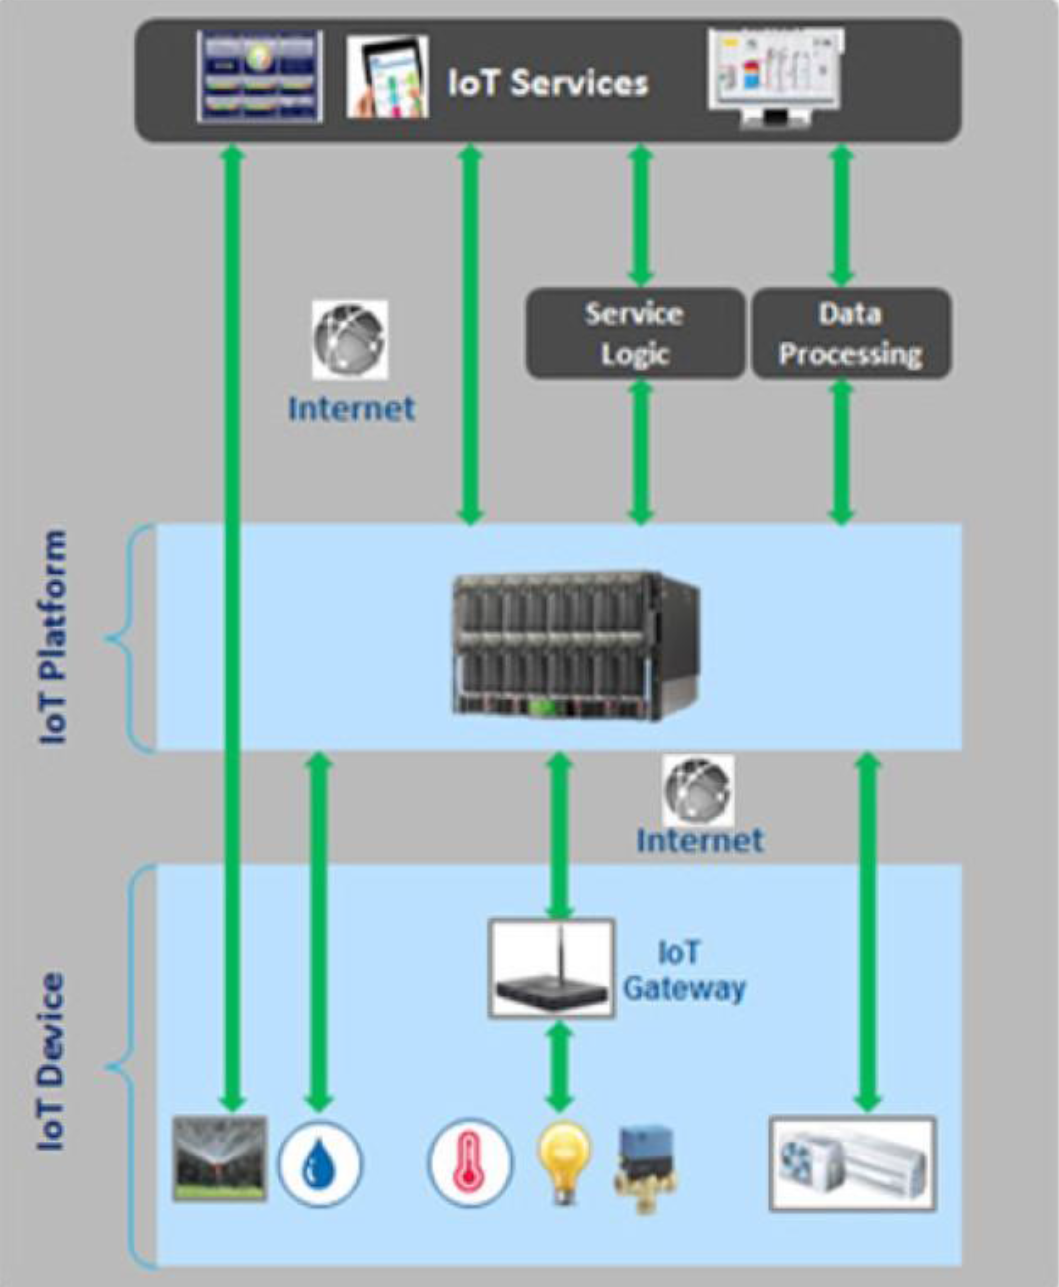 IoT Services
Service
Logic
Data
Processing
Internet
IoT Platform
Internet
IoT
Gateway
IoT Device